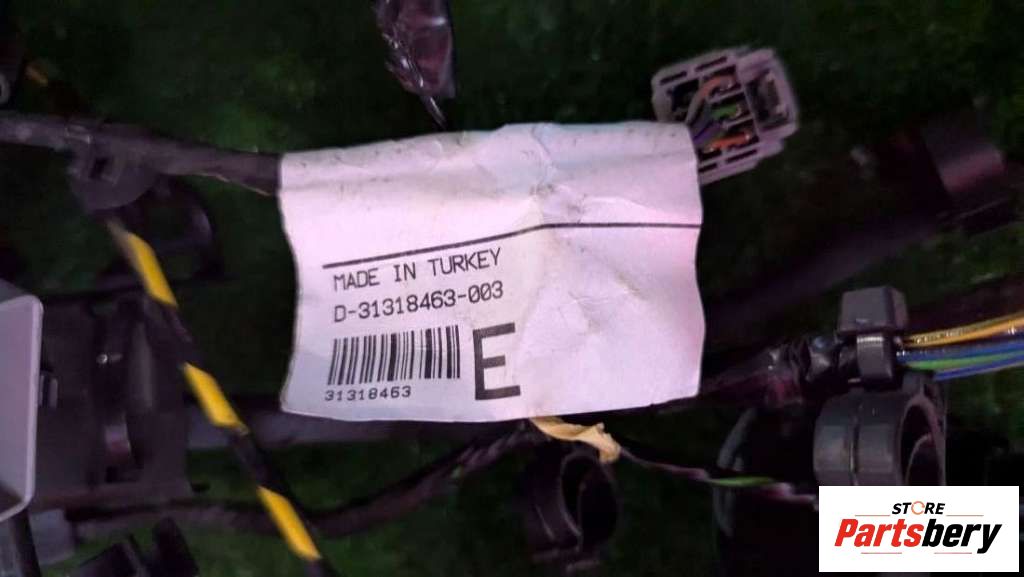 MADE IN TURKEY
D-31318463-003
E
31318463
STORE
Partsbery